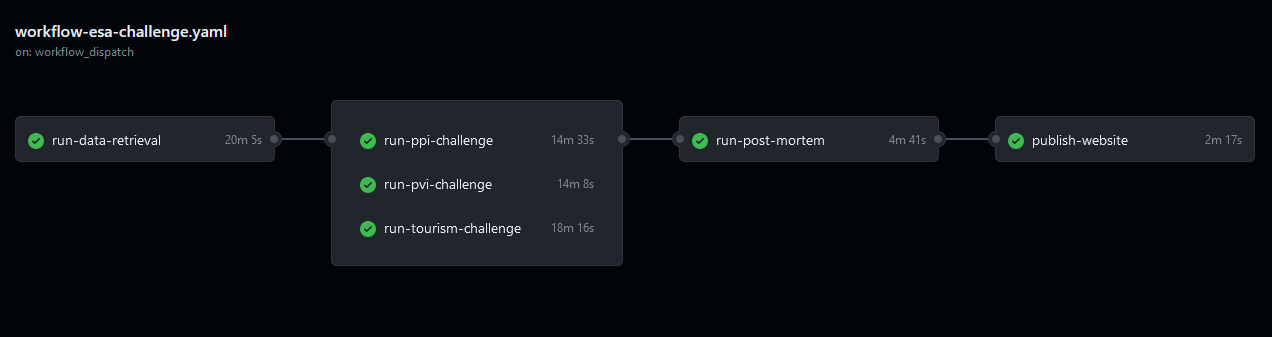 workflow-esa-challenge.yaml
on: workflow_dispatch
run-data-retrieval 20m 5s
run-ppi-challenge 14m 33s
run-pvi-challenge 14m 8s
run-tourism-challenge 18m 16s
run-post-mortem 4m 41s
publish-website 2m 17s